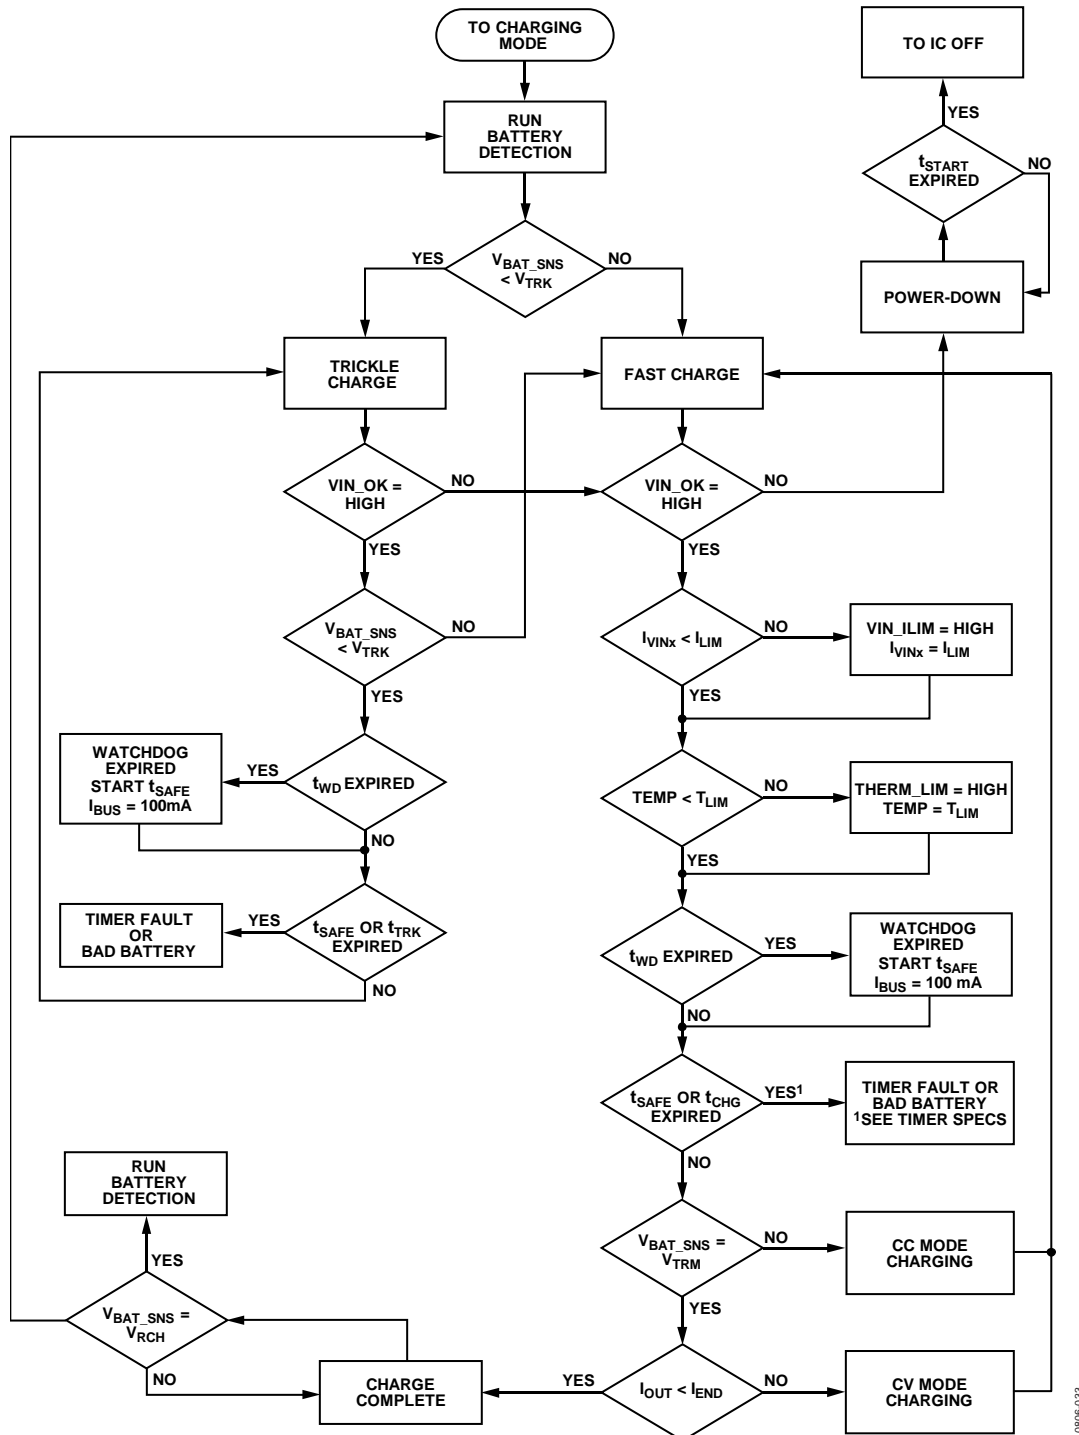 TO CHARGING
MODE
TO IC OFF
YES
RUN
BATTERY
DETECTION
tSTART
EXPIRED
NO
YES
VBAT_SNS
< VTRK
NO
POWER-DOWN
TRICKLE
CHARGE
FAST CHARGE
VIN_OK =
HIGH
NO
VIN_OK =
HIGH
NO
YES
YES
VBAT_SNS
< VTRK
NO
IVINx < ILIM
NO
VIN_ILIM = HIGH
IVINx = ILIM
YES
YES
WATCHDOG
EXPIRED
START tSAFE
IBUS = 100mA
YES
tWD EXPIRED
NO
TEMP < TLIM
NO
THERM_LIM = HIGH
TEMP = TLIM
YES
TIMER FAULT
OR
BAD BATTERY
YES
tSAFE OR tTRK
EXPIRED
NO
tWD EXPIRED
YES
WATCHDOG
EXPIRED
START tSAFE
IBUS = 100 mA
NO
tSAFE OR tCHG
EXPIRED
YES1
TIMER FAULT OR
BAD BATTERY
1SEE TIMER SPECS
NO
RUN
BATTERY
DETECTION
YES
VBAT_SNS =
VTRM
NO
CC MODE
CHARGING
YES
VBAT_SNS =
VRCH
NO
CHARGE
COMPLETE
YES
IOUT < IEND
NO
CV MODE
CHARGING